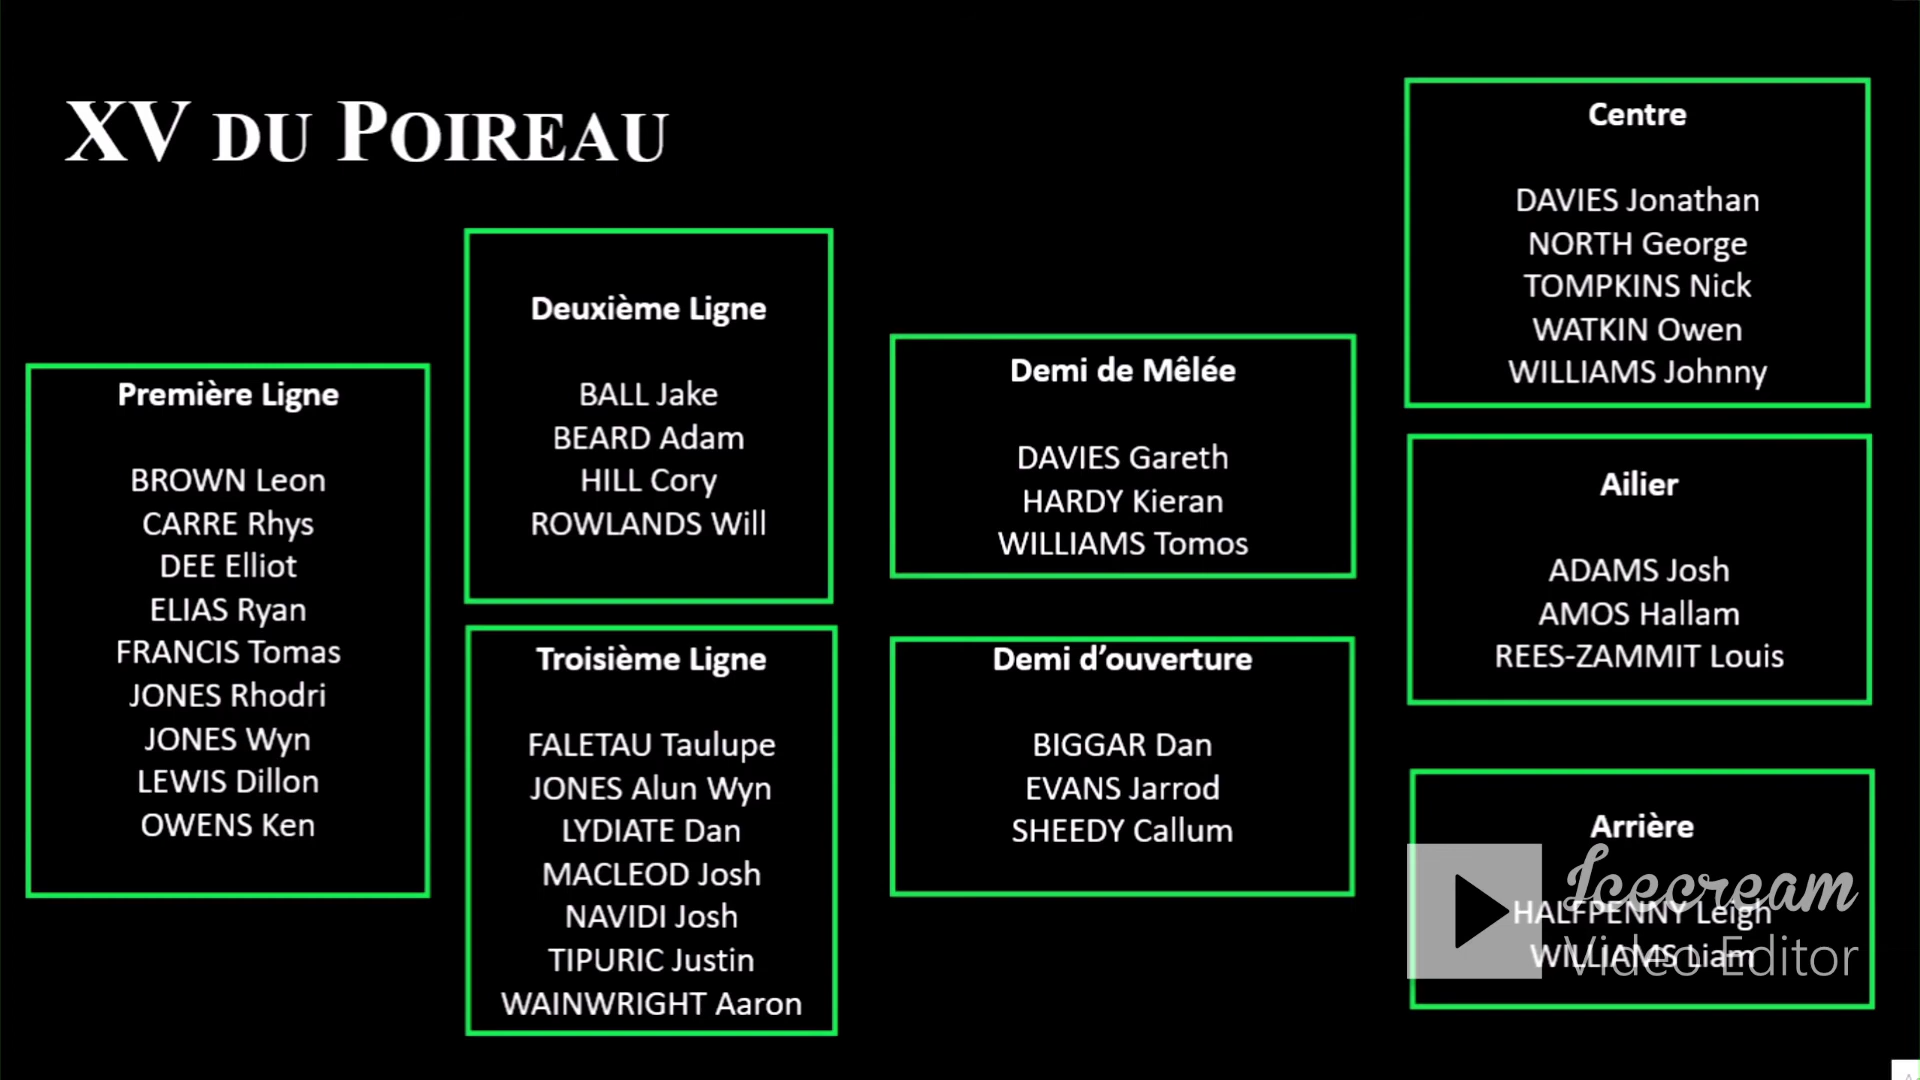 XV DU POIREAU
Première Ligne
BROWN Leon
CARRE Rhys
DEE Elliot
ELIAS Ryan
FRANCIS Tomas
JONES Rhodri
JONES Wyn
LEWIS Dillon
OWENS Ken
Deuxième Ligne
BALL Jake
BEARD Adam
HILL Cory
ROWLANDS Will
Troisième Ligne
FALETAU Taulupe
JONES Alun Wyn
LYDIATE Dan
MACLEOD Josh
NAVIDI Josh
TIPURIC Justin
WAINWRIGHT Aaron
Demi de Mêlée
DAVIES Gareth
HARDY Kieran
WILLIAMS Tomos
Demi d’ouverture
BIGGAR Dan
EVANS Jarrod
SHEEDY Callum
Centre
DAVIES Jonathan
NORTH George
TOMPKINS Nick
WATKIN Owen
WILLIAMS Johnny
Ailier
ADAMS Josh
AMOS Hallam
REES-ZAMMIT Louis
Arrière
HALFPENNY Leigh
WILLIAMS Liam
Icecream
Video Editor